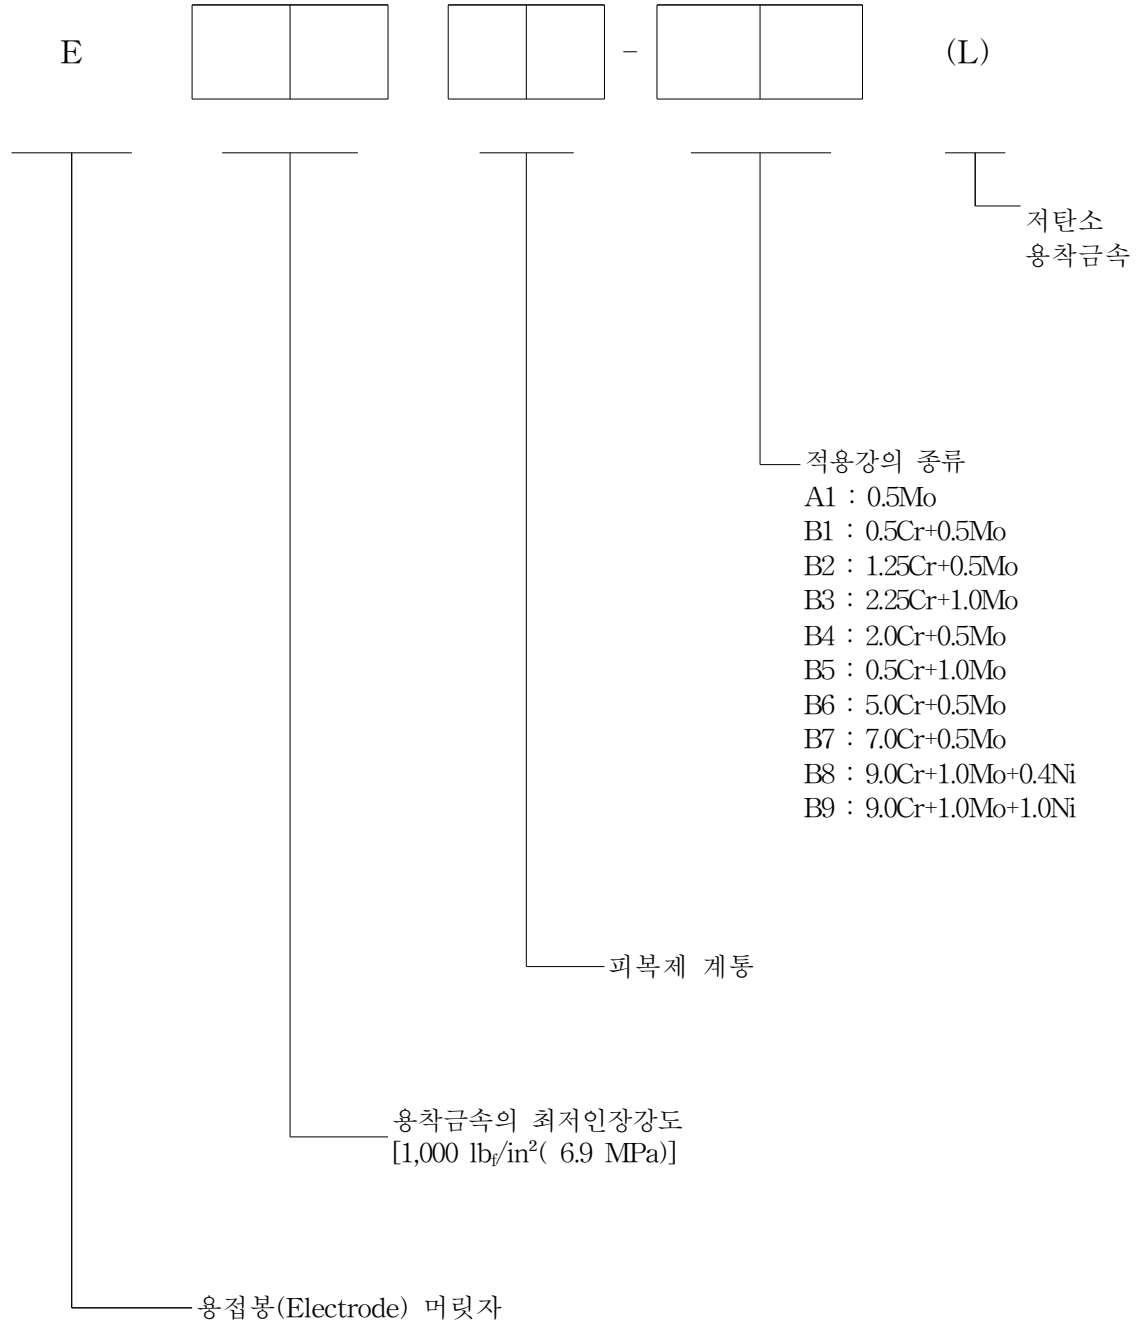 E - (L)
저탄소
용착금속
적용강의 종류
A1 : 0.5Mo
B1 : 0.5Cr+0.5Mo
B2 : 1.25Cr+0.5Mo
B3 : 2.25Cr+1.0Mo
B4 : 2.0Cr+0.5Mo
B5 : 0.5Cr+1.0Mo
B6 : 5.0Cr+0.5Mo
B7 : 7.0Cr+0.5Mo
B8 : 9.0Cr+1.0Mo+0.4Ni
B9 : 9.0Cr+1.0Mo+1.0Ni
피복제 계통
용착금속의 최저인장강도
[1,000 lbf/in²( 6.9 MPa)]
용접봉(Electrode) 머릿자